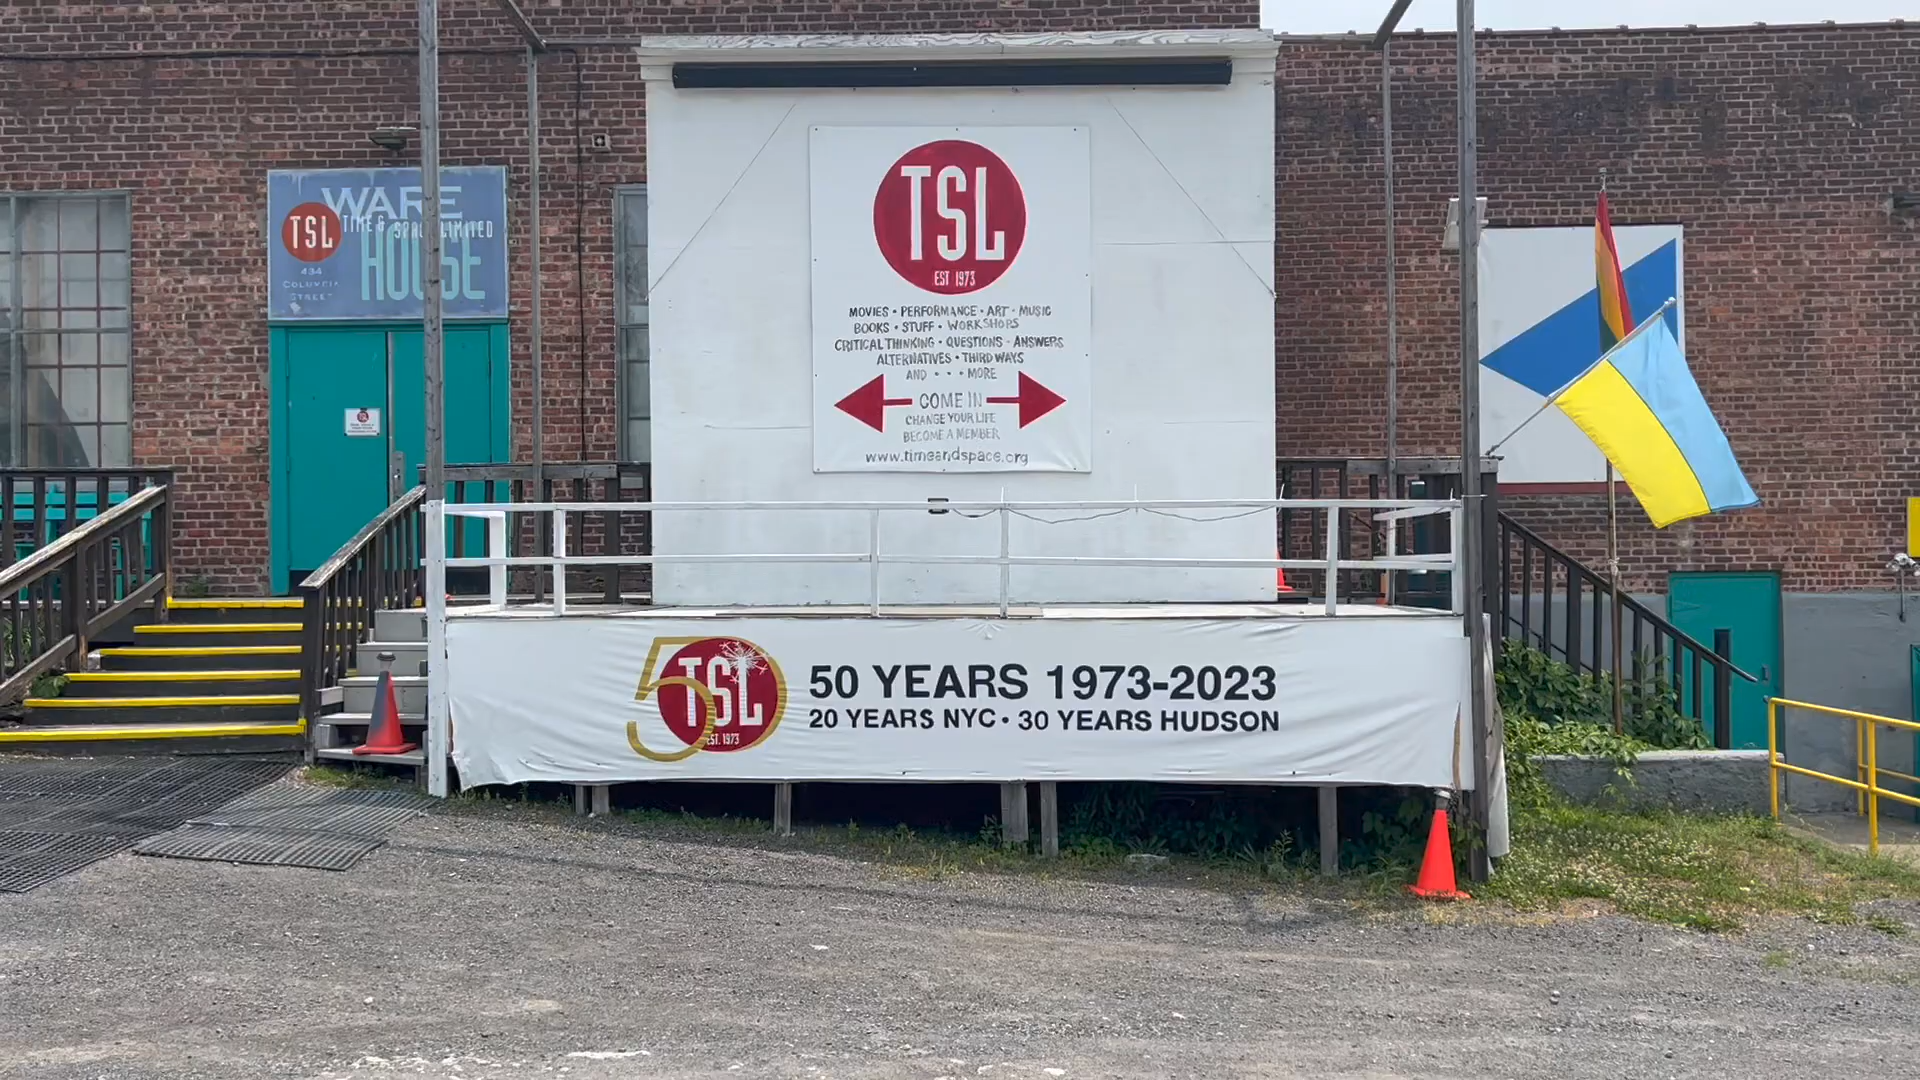 WARE
TSL TIME & SPACE LIMITED
HOUSE
434
COLUMBIA
STREET
TSL
EST 1973
MOVIES • PERFORMANCE • ART • MUSIC
BOOKS • STUFF • WORKSHOPS
CRITICAL THINKING • QUESTIONS • ANSWERS
ALTERNATIVES • THIRD WAYS
AND • • • MORE
COME IN
CHANGE YOUR LIFE
BECOME A MEMBER
www.timeandspace.org
50 TSL
EST. 1973
50 YEARS 1973-2023
20 YEARS NYC • 30 YEARS HUDSON